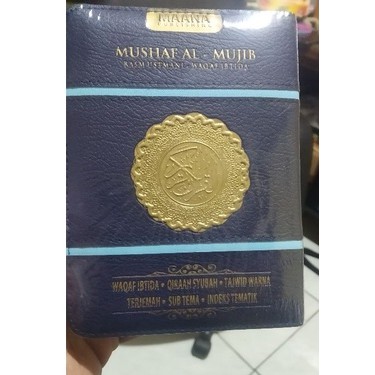 MAANA
PUBLISHING
MUSHAF AL - MUJIB
RASM USTMANI - WAQAF IBTIDA
WAQAF IBTIDA • QIRAAH SYUBAH • TAJWID WARNA
TERJEMAH • SUB TEMA • INDEKS TEMATIK